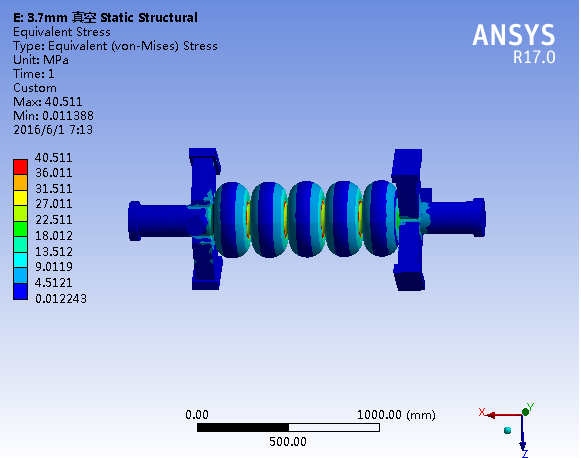 E: 3.7mm 真空 Static Structural
Equivalent Stress
Type: Equivalent (von-Mises) Stress
Unit: MPa
Time: 1
Custom
Max: 40.511
Min: 0.011388
2016/6/1 7:13
ANSYS
R17.0
40.511
36.011
31.511
27.011
22.511
18.012
13.512
9.0119
4.5121
0.012243
0.00
1000.00 (mm)
500.00
X
Y
Z